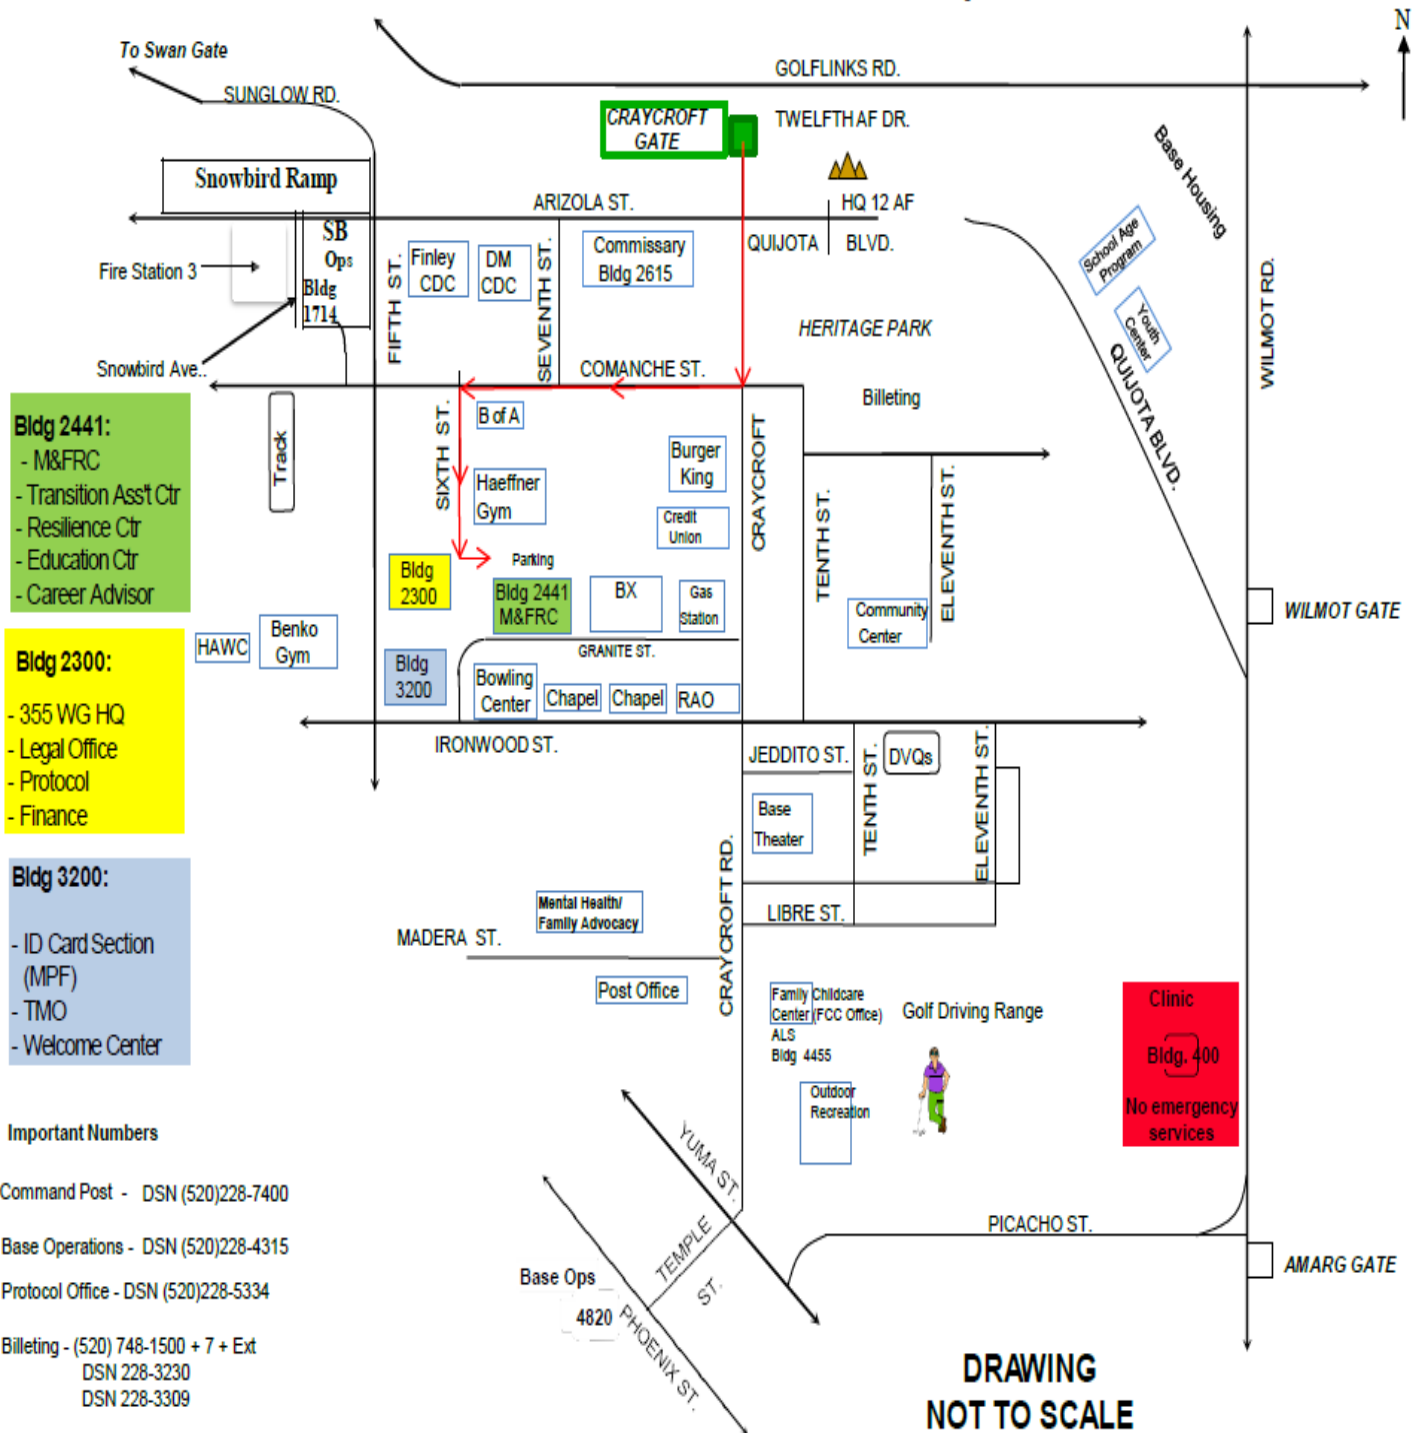 N
To Swan Gate
GOLFLINKS RD.
SUNGLOW RD.
CRAYCROFT
GATE
TWELFTH AF DR.
Base Housing
Snowbird Ramp
ARIZOLA ST.
HQ 12 AF
QUIJOTA
BLVD.
SB
Ops
Bldg
1714
Fire Station 3
FIFTH ST.
Finley
CDC
DM
CDC
SEVENTH ST.
Commissary
Bldg 2615
School Age
Program
Youth
Center
HERITAGE PARK
WILMOT RD.
Snowbird Ave..
COMANCHE ST.
QUIJOTA BLVD.
Billeting
Bldg 2441:
- M&FRC
- Transition Ass't Ctr
- Resilience Ctr
- Education Ctr
- Career Advisor
Track
SIXTH ST.
B of A
Haeffner
Gym
Burger
King
Credit
Union
CRAYCROFT
TENTH ST.
ELEVENTH ST.
Parking
Bldg
2300
Bldg 2441
M&FRC
BX
Gas
Station
Community
Center
WILMOT GATE
HAWC
Benko
Gym
GRANITE ST.
Bldg
3200
Bowling
Center
Chapel
Chapel
RAO
Bldg 2300:
- 355 WG HQ
- Legal Office
- Protocol
- Finance
IRONWOOD ST.
JEDDITO ST.
TENTH ST.
DVQs
ELEVENTH ST.
Base
Theater
CRAYCROFT RD.
Bldg 3200:
- ID Card Section
(MPF)
- TMO
- Welcome Center
Mental Health/
Family Advocacy
LIBRE ST.
MADERA ST.
Post Office
Family Childcare
Center (FCC Office)
ALS
Bldg 4455
Golf Driving Range
Clinic
Bldg. 400
No emergency
services
Outdoor
Recreation
Important Numbers
Command Post - DSN (520)228-7400
Base Operations - DSN (520)228-4315
Protocol Office - DSN (520)228-5334
Billeting - (520) 748-1500 + 7 + Ext
DSN 228-3230
DSN 228-3309
YUMA ST.
TEMPLE
ST.
PICACHO ST.
AMARG GATE
Base Ops
4820
PHOENIX ST.
DRAWING
NOT TO SCALE